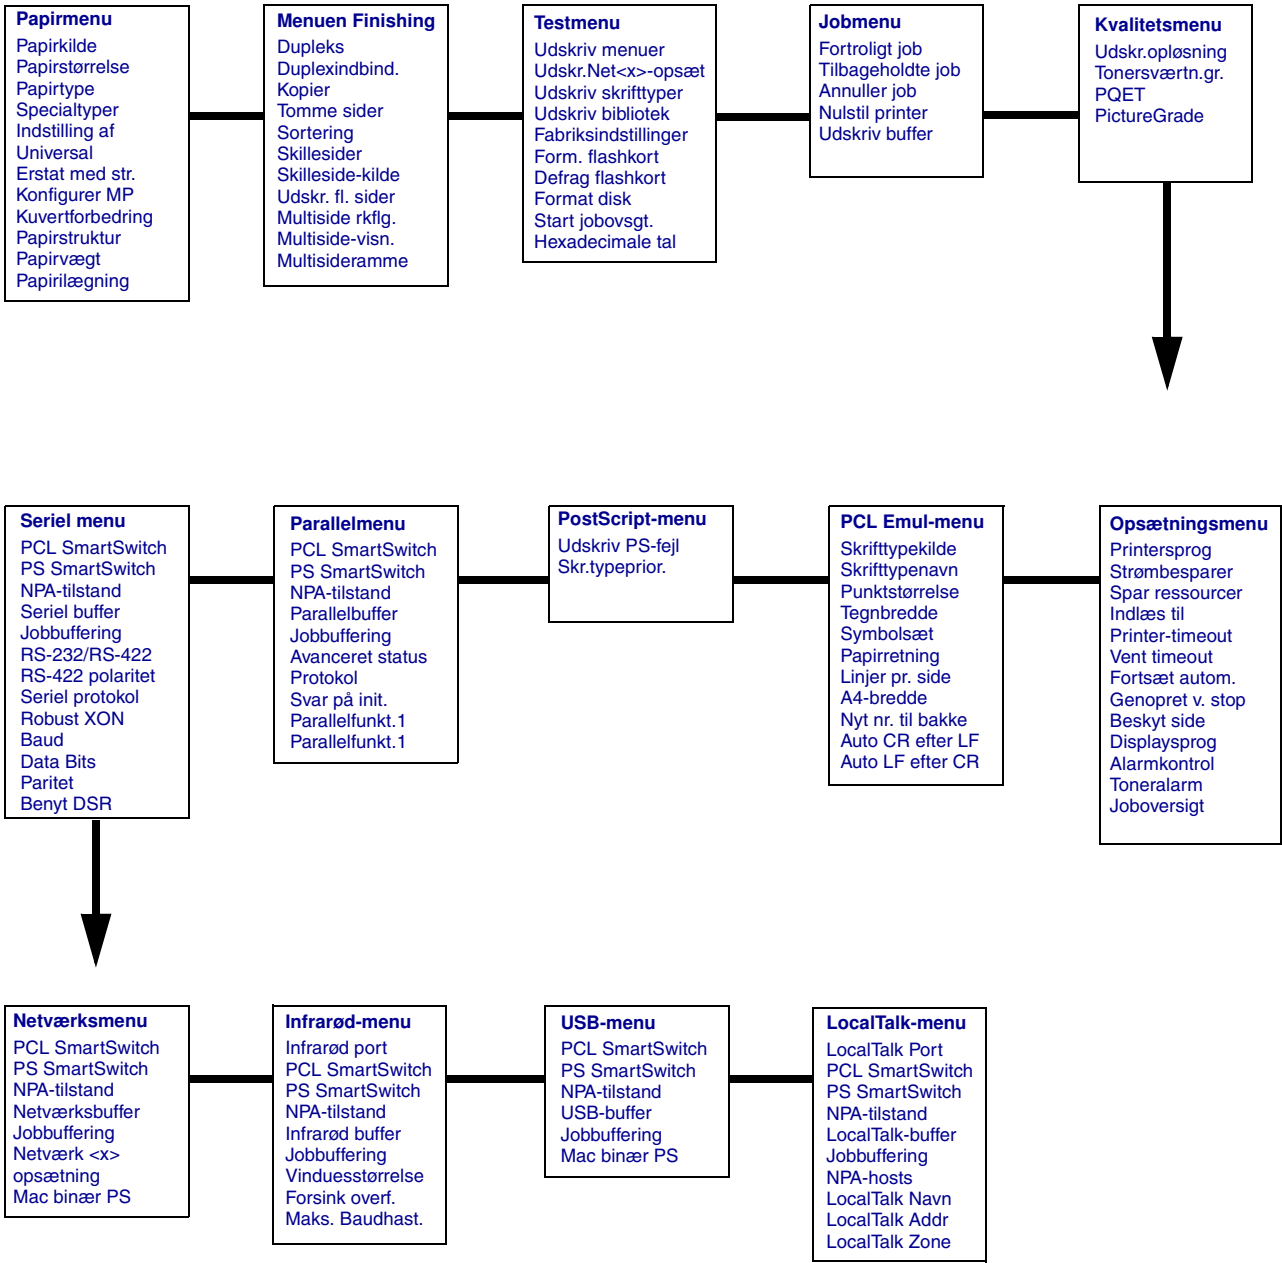 Papirmenu
Papirkilde
Papirstørrelse
Papirtype
Specialtyper
Indstilling af
Universal
Erstat med str.
Konfigurer MP
Kuvertforbedring
Papirstruktur
Papirvægt
Papirilægning
Menuen Finishing
Dupleks
Duplexindbind.
Kopier
Tomme sider
Sortering
Skillesider
Skilleside-kilde
Udskr. fl. sider
Multiside rkflg.
Multiside-visn.
Multisideramme
Testmenu
Udskriv menuer
Udskr.Net<x>-opsæt
Udskriv skrifttyper
Udskriv bibliotek
Fabriksindstillinger
Form. flashkort
Defrag flashkort
Format disk
Start jobovsgt.
Hexadecimale tal
Jobmenu
Fortroligt job
Tilbageholdte job
Annuller job
Nulstil printer
Udskriv buffer
Kvalitetsmenu
Udskr.opløsning
Tonersværtn.gr.
PQET
PictureGrade
Seriel menu
PCL SmartSwitch
PS SmartSwitch
NPA-tilstand
Seriel buffer
Jobbuffering
RS-232/RS-422
RS-422 polaritet
Seriel protokol
Robust XON
Baud
Data Bits
Paritet
Benyt DSR
Parallelmenu
PCL SmartSwitch
PS SmartSwitch
NPA-tilstand
Parallelbuffer
Jobbuffering
Avanceret status
Protokol
Svar på init.
Parallelfunkt.1
Parallelfunkt.1
PostScript-menu
Udskriv PS-fejl
Skr.typeprior.
PCL Emul-menu
Skrifttypekilde
Skrifttypenavn
Punktstørrelse
Tegnbredde
Symbolsæt
Papirretning
Linjer pr. side
A4-bredde
Nyt nr. til bakke
Auto CR efter LF
Auto LF efter CR
Opsætningsmenu
Printersprog
Strømbesparer
Spar ressourcer
Indlæs til
Printer-timeout
Vent timeout
Fortsæt autom.
Genopret v. stop
Beskyt side
Displaysprog
Alarmkontrol
Toneralarm
Joboversigt
Netværksmenu
PCL SmartSwitch
PS SmartSwitch
NPA-tilstand
Netværksbuffer
Jobbuffering
Netværk <x>
opsætning
Mac binær PS
Infrarød-menu
Infrarød port
PCL SmartSwitch
PS SmartSwitch
NPA-tilstand
Infrarød buffer
Jobbuffering
Vinduesstørrelse
Forsink overf.
Maks. Baudhast.
USB-menu
PCL SmartSwitch
PS SmartSwitch
NPA-tilstand
USB-buffer
Jobbuffering
Mac binær PS
LocalTalk-menu
LocalTalk Port
PCL SmartSwitch
PS SmartSwitch
NPA-tilstand
LocalTalk-buffer
Jobbuffering
NPA-hosts
LocalTalk Navn
LocalTalk Addr
LocalTalk Zone